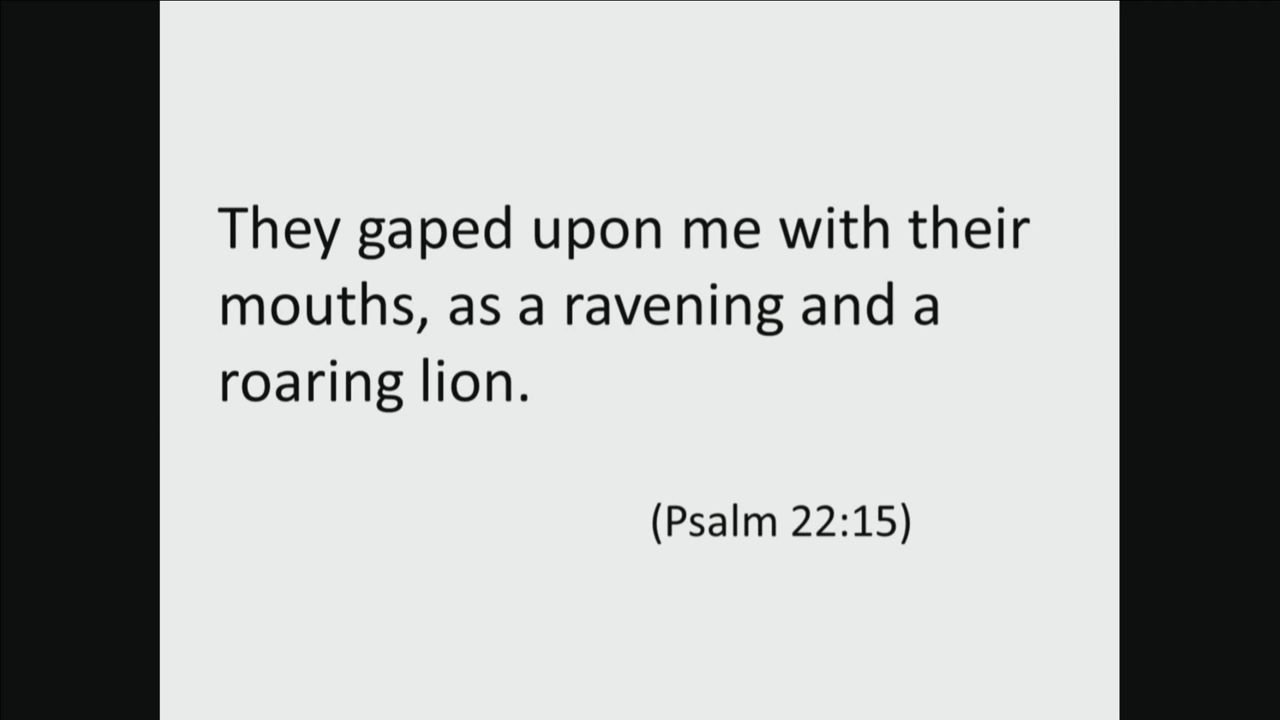 They gaped upon me with their
mouths, as a ravening and a
roaring lion.
(Psalm 22:15)